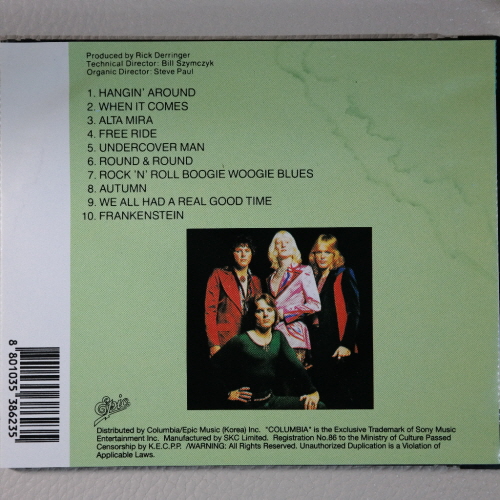 Produced by Rick Derringer
Technical Director: Bill Szymczyk
Organic Director: Steve Paul
1. HANGIN' AROUND
2. WHEN IT COMES
3. ALTA MIRA
4. FREE RIDE
5. UNDERCOVER MAN
6. ROUND & ROUND
7. ROCK 'N' ROLL BOOGIE WOOGIE BLUES
8. AUTUMN
9. WE ALL HAD A REAL GOOD TIME
10. FRANKENSTEIN
8 801035 386235
Epic
Distributed by Columbia/Epic Music (Korea) Inc. "COLUMBIA" is the Exclusive Trademark of Sony Music
Entertainment Inc. Manufactured by SKC Limited. Registration No.86 to the Ministry of Culture Passed
Censorship by K.E.C.P.P. /WARNING: All Rights Reserved. Unauthorized Duplication is a Violation of
Applicable Laws.